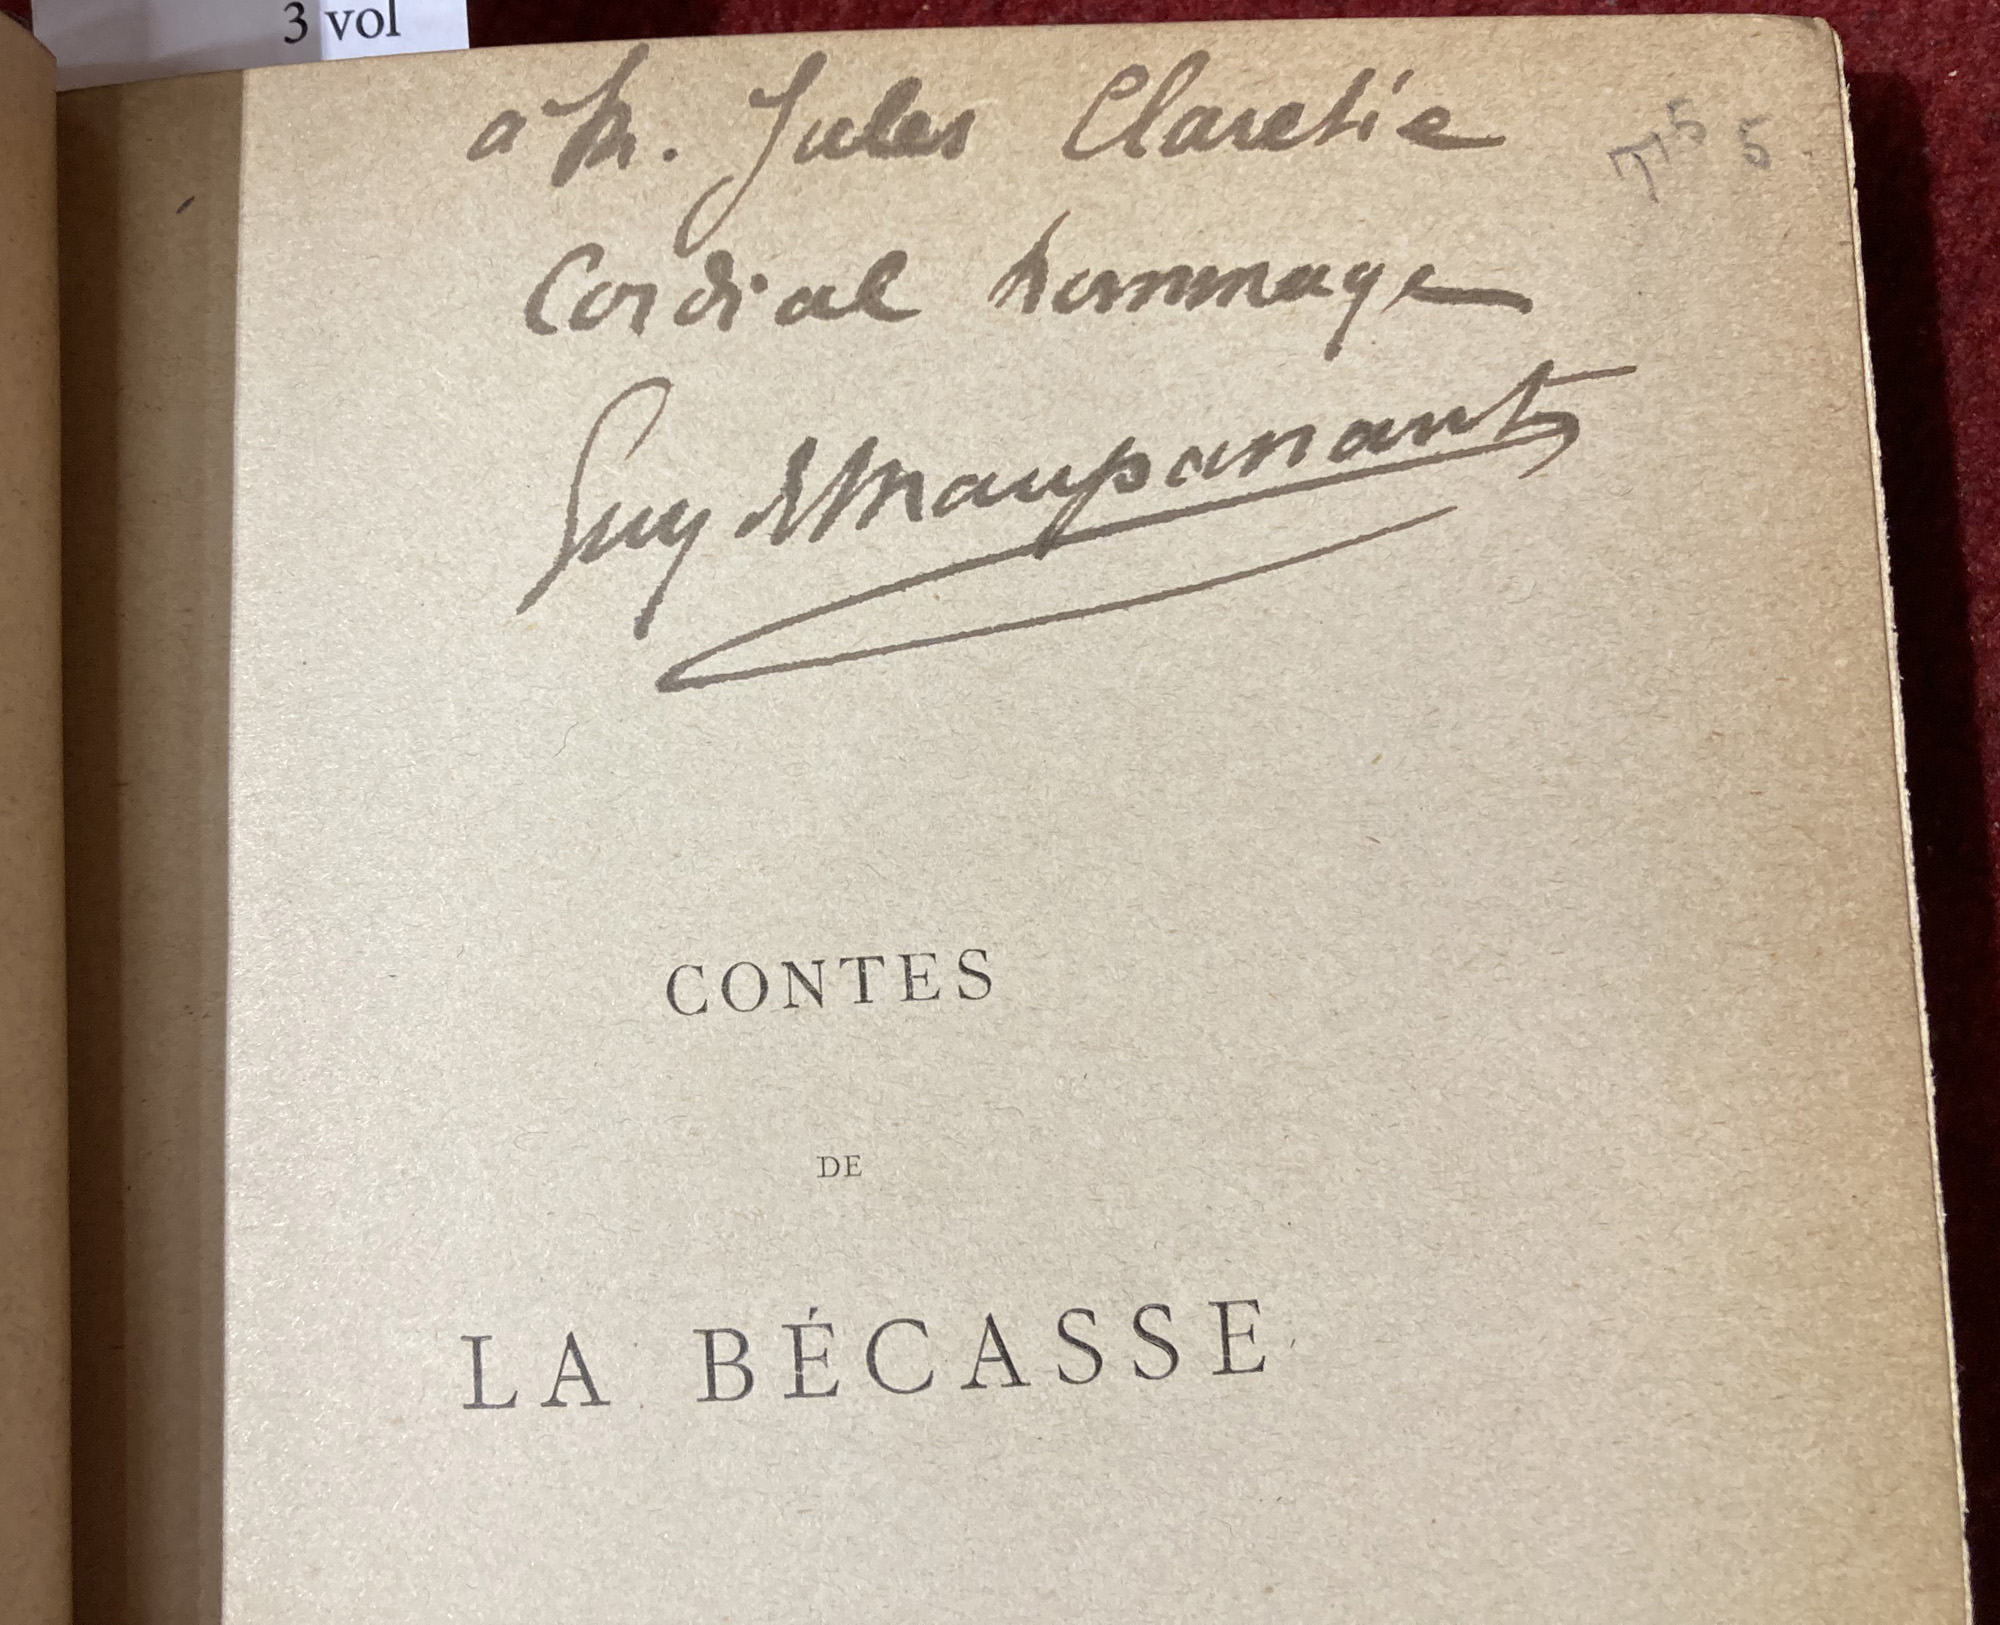 3 vol
a M. Jules Claretie
Cordial hommage
Guy de Maupassant
CONTES
DE
LA BÉCASSE